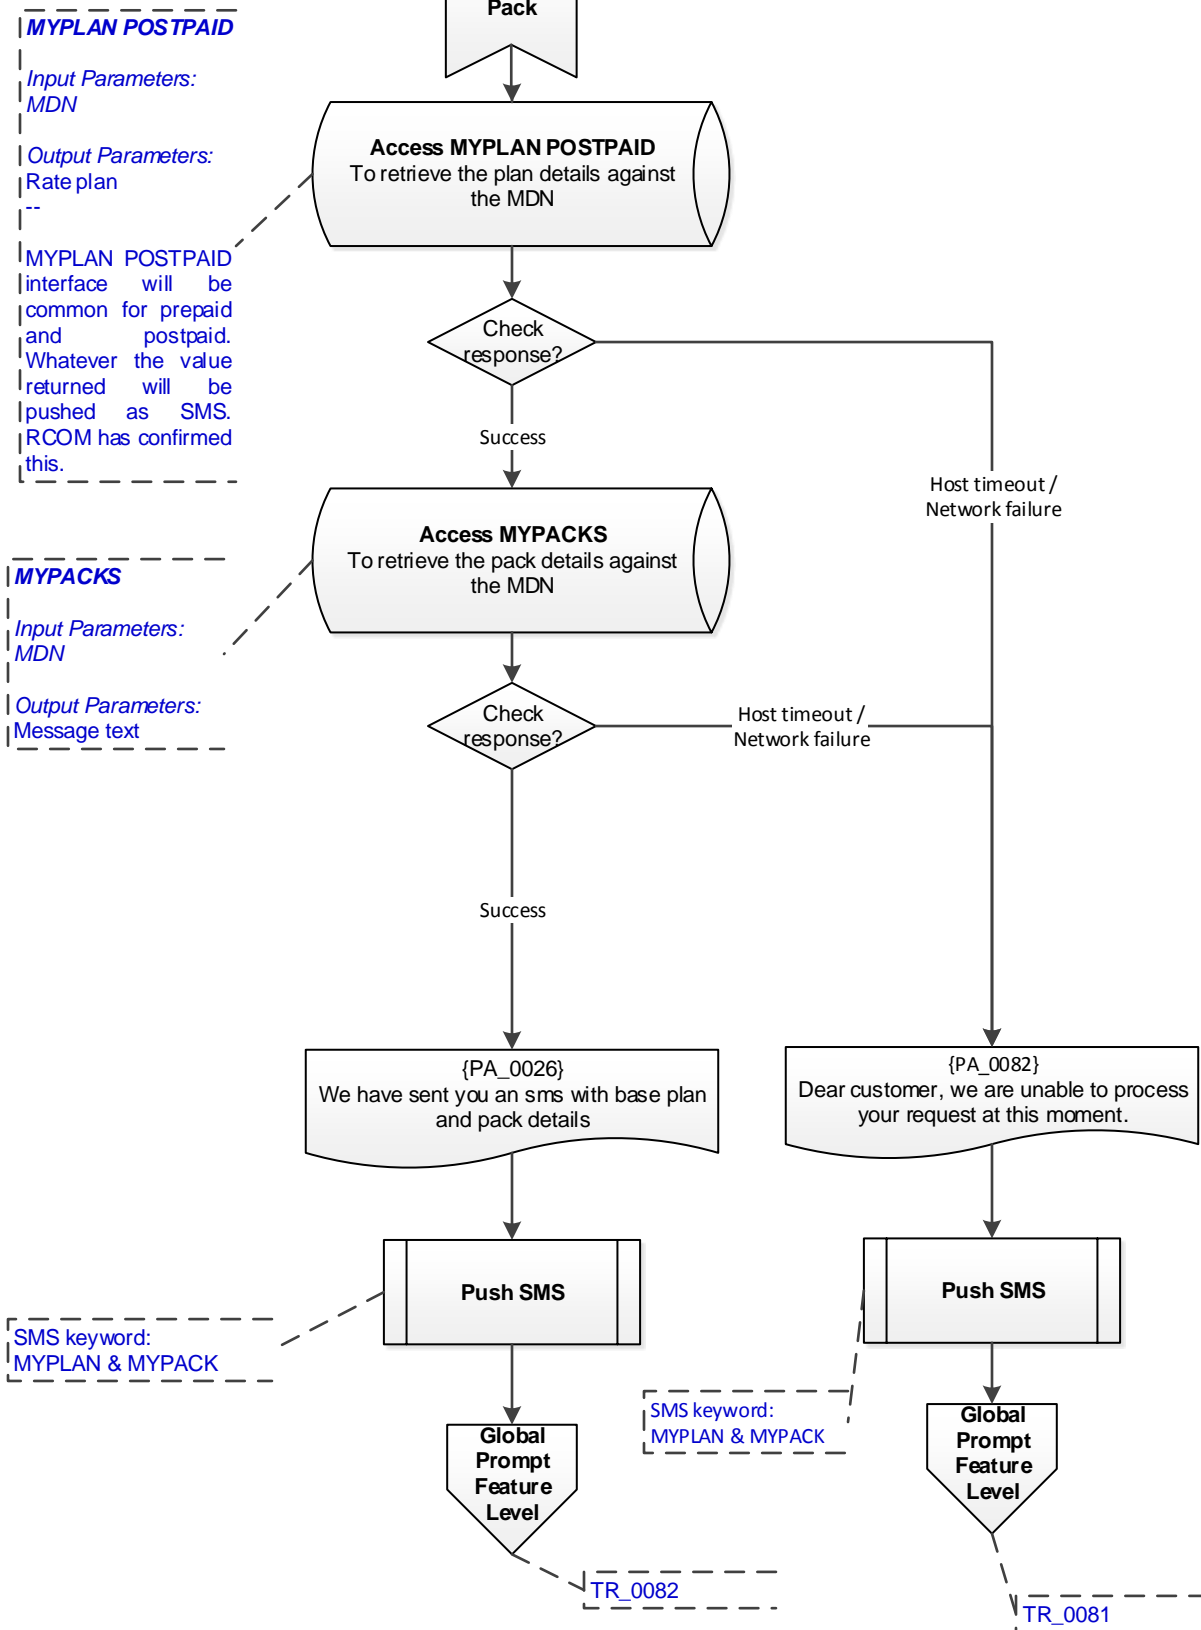 Pack
MYPLAN POSTPAID
Input Parameters:
MDN
Output Parameters:
Rate plan
--
MYPLAN POSTPAID
interface will be
common for prepaid
and postpaid.
Whatever the value
returned will be
pushed as SMS.
RCOM has confirmed
this.
Access MYPLAN POSTPAID
To retrieve the plan details against
the MDN
Check
response?
Success
Host timeout /
Network failure
Access MYPACKS
To retrieve the pack details against
the MDN
MYPACKS
Input Parameters:
MDN
Output Parameters:
Message text
Check
response?
Host timeout /
Network failure
Success
{PA_0026}
We have sent you an sms with base plan
and pack details
{PA_0082}
Dear customer, we are unable to process
your request at this moment.
Push SMS
Push SMS
SMS keyword:
MYPLAN & MYPACK
SMS keyword:
MYPLAN & MYPACK
Global
Prompt
Feature
Level
Global
Prompt
Feature
Level
TR_0082
TR_0081